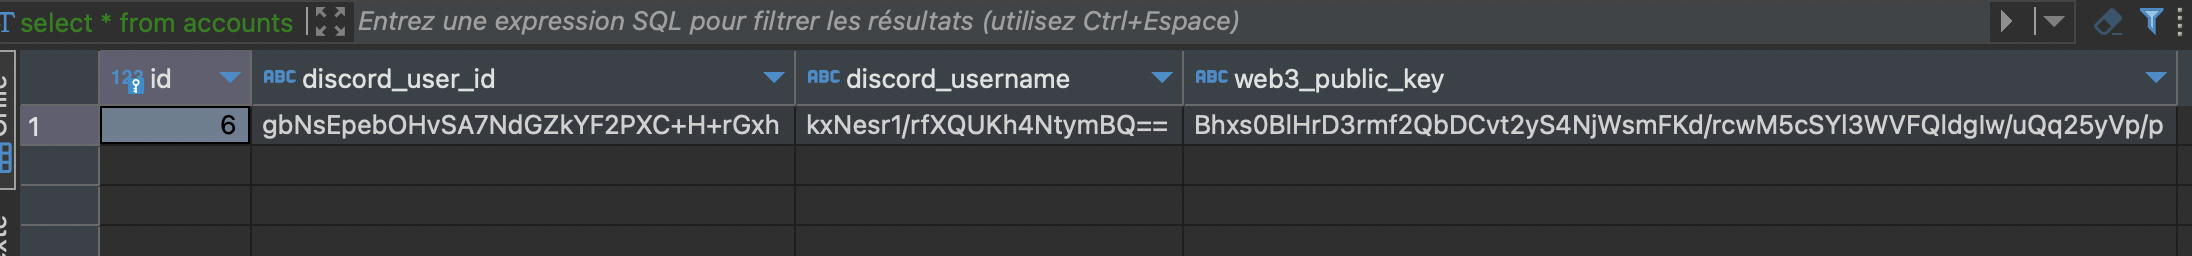 select * from accounts Entrez une expression SQL pour filtrer les résultats (utilisez Ctrl+Espace)
123 id ABC discord_user_id ABC discord_username ABC web3_public_key
1 6 gbNsEpebOHvSA7NdGZkYF2PXC+H+rGxh kxNesr1/rfXQUKh4NtymBQ== Bhxs0BlHrD3rmf2QbDCvt2yS4NjWsmFKd/rcwM5cSYl3WVFQldgIw/uQq25yVp/p